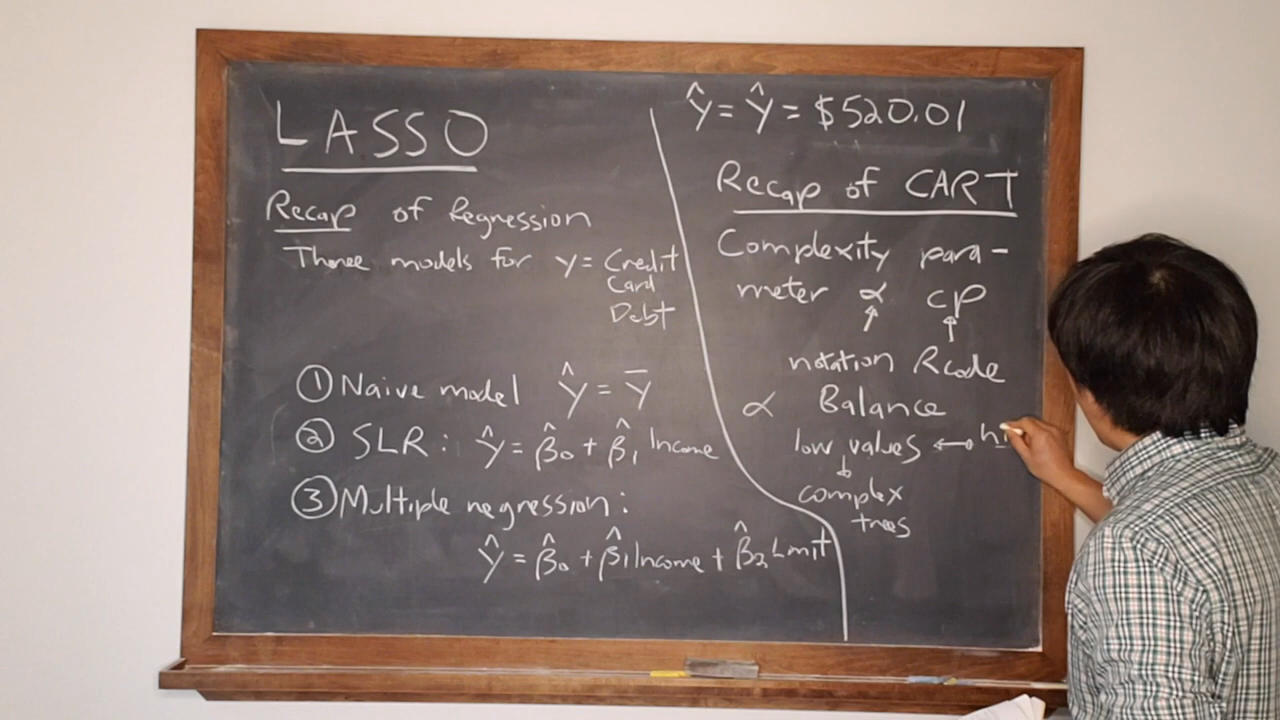 LASSO
Recap of Regression
Three models for y = Credit
Card
Debt
① Naive model ŷ = y̅
② SLR: ŷ = β̂₀ + β̂₁ Income
③ Multiple regression:
ŷ = β̂₀ + β̂₁ Income + β̂₂ Limit
ŷ = ŷ = $520.01
Recap of CART
Complexity para-
meter α cp
↑ ↑
notation Rcode
α Balance
low values ↔ hi
↓
complex
trees